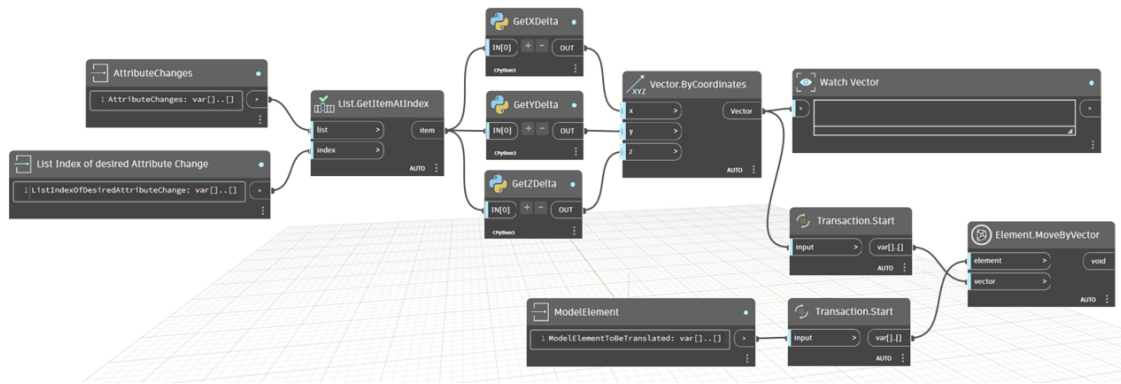 AttributeChanges
1 AttributeChanges: var[]..[]
>
List Index of desired Attribute Change
1 ListIndexOfDesiredAttributeChange: var[]..[]
>
List.GetItemAtIndex
list > item
index >
AUTO
GetXDelta
IN[0] + − OUT
CPython3
GetYDelta
IN[0] + − OUT
CPython3
GetZDelta
IN[0] + − OUT
CPython3
XYZ
Vector.ByCoordinates
x > Vector
y >
z >
AUTO
Watch Vector
> >
Transaction.Start
input > var[]..[]
AUTO
ModelElement
1 ModelElementToBeTranslated: var[]..[]
>
Transaction.Start
input > var[]..[]
AUTO
Element.MoveByVector
element > void
vector >
AUTO